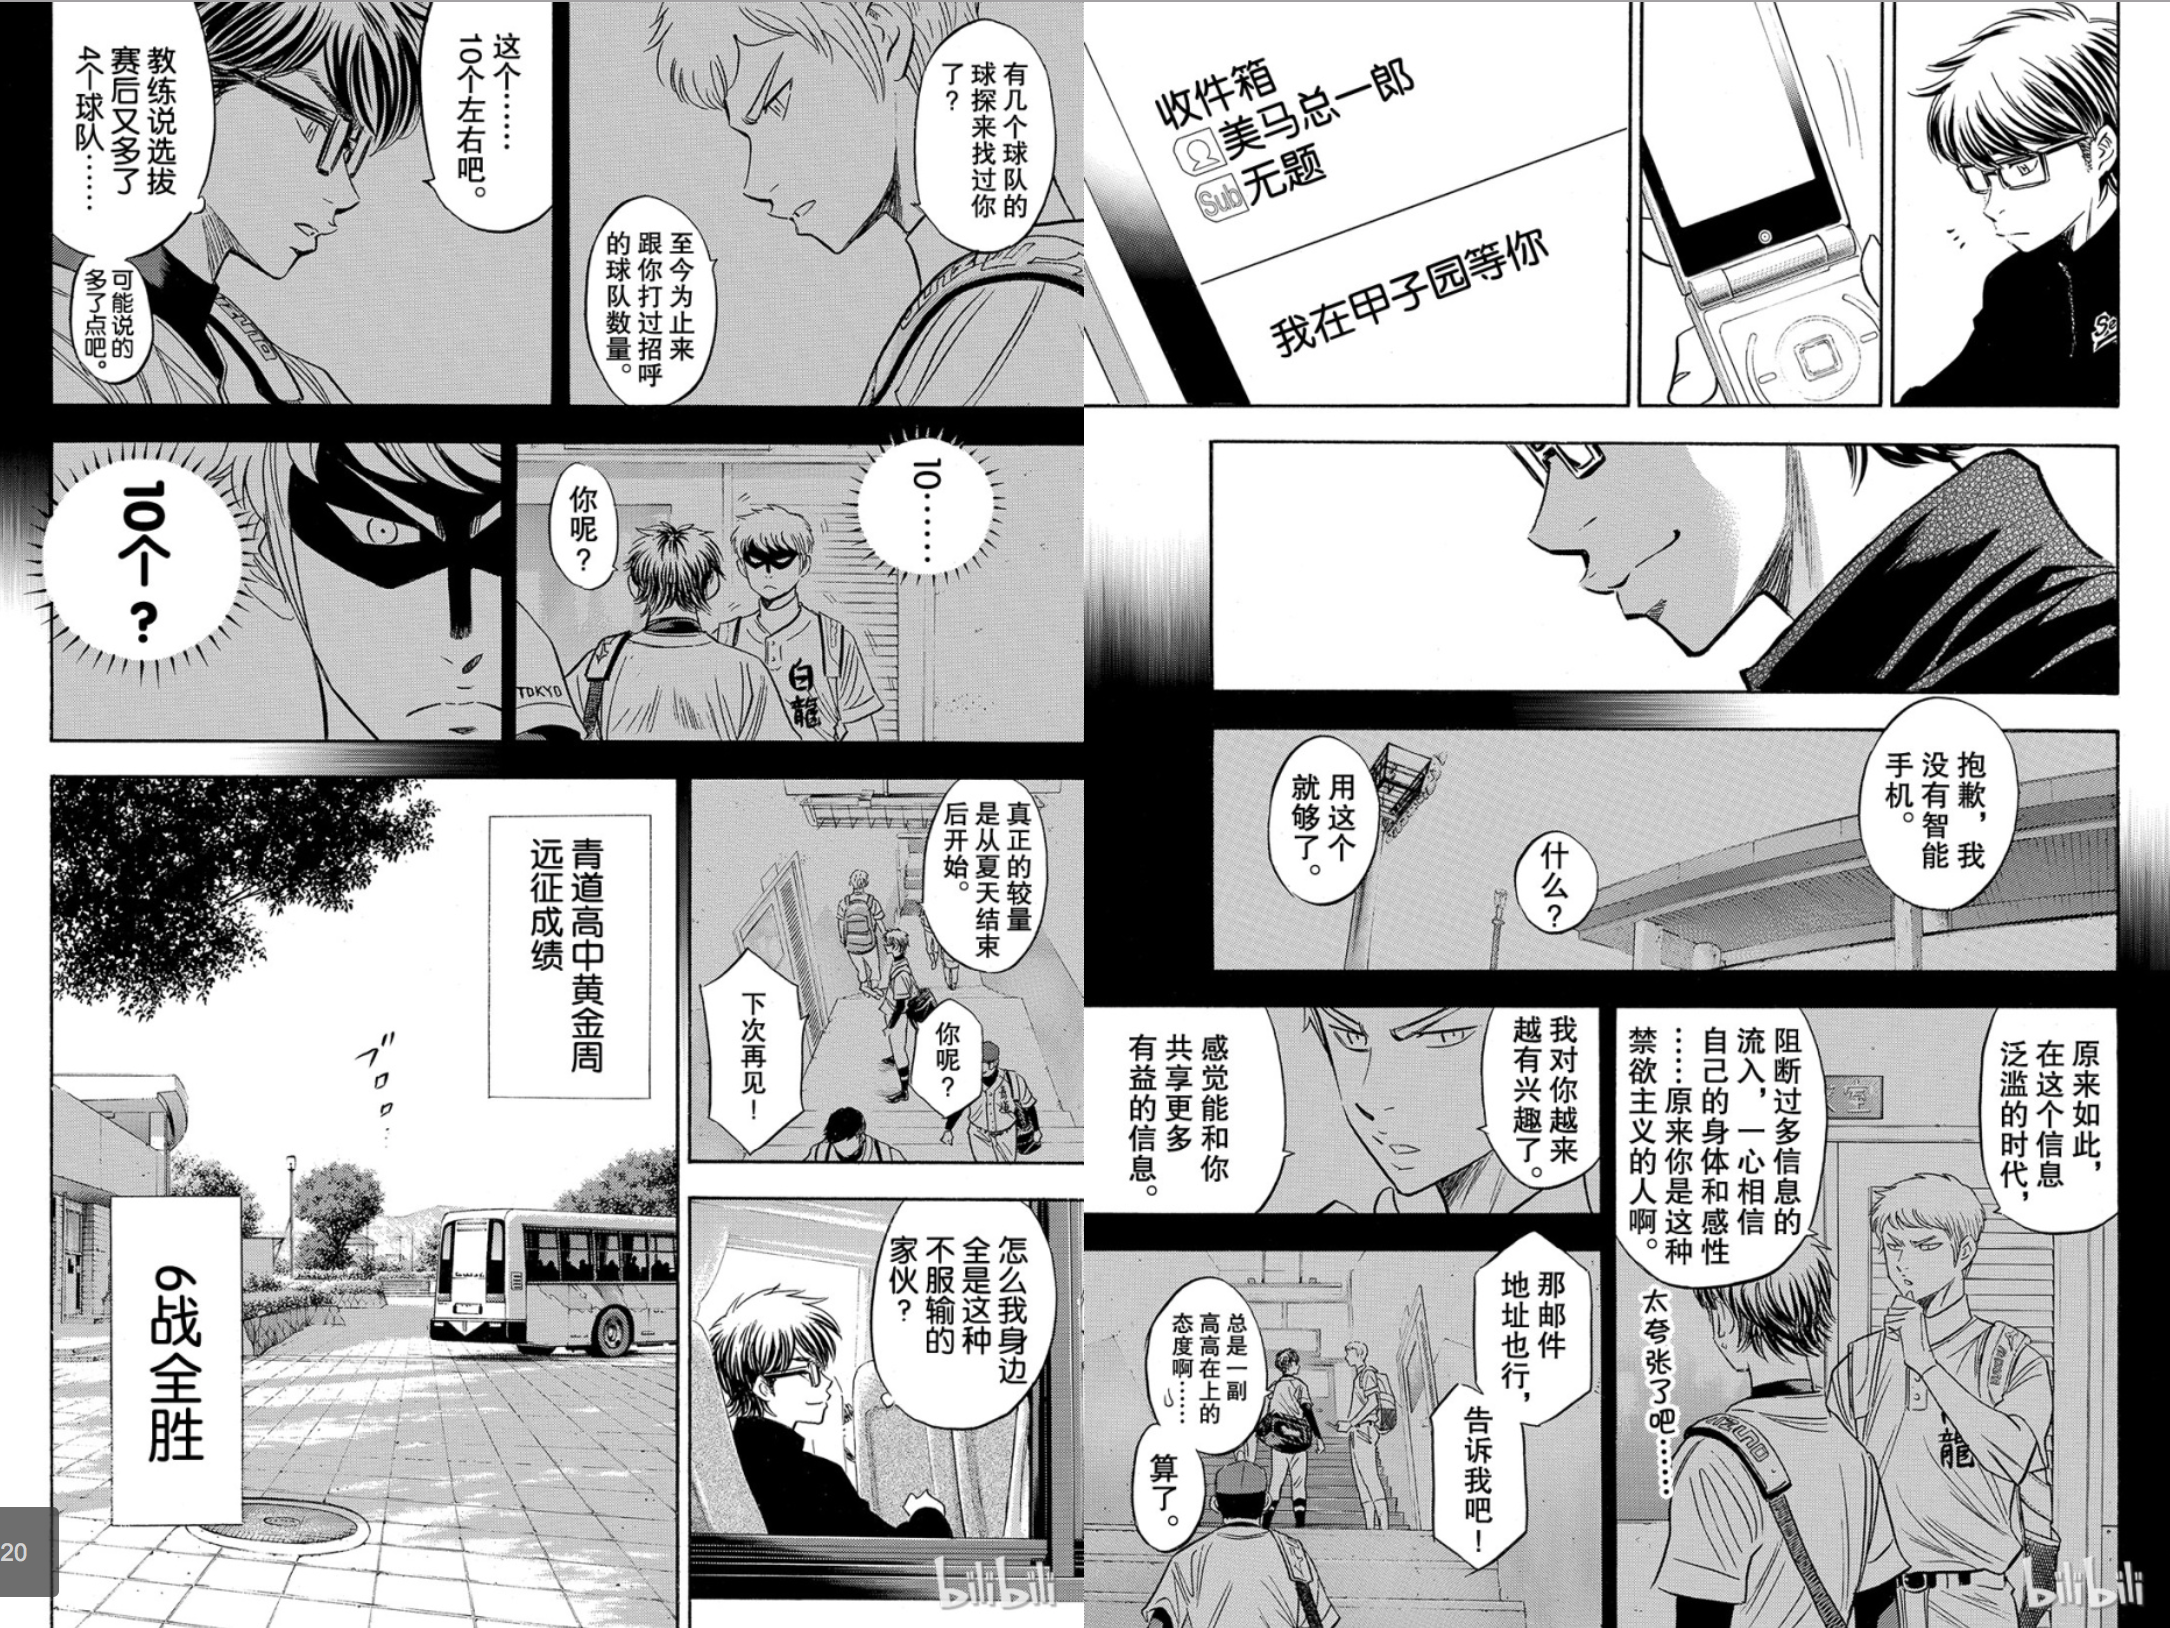 收件箱
美马总一郎
Sub 无题
我在甲子园等你
抱歉，我
没有智能
手机。
什么？
用这个
就够了。
原来如此，
在这个信息
泛滥的时代，
阻断过多信息的
流入，一心相信
自己的身体和感性
……原来你是这种
禁欲主义的人啊。
太夸张了吧……
MIZUNO
龍
室
我对你越来
越有兴趣了。
感觉能和你
共享更多
有益的信息。
那邮件
地址也行，
告诉我吧！
总是一副
高高在上的
态度啊……
算了。
bilibili
有几个球队的
球探来找过你
了？
至今为止来
跟你打过招呼
的球队数量。
这个……
10个左右吧。
教练说选拔
赛后又多了
4个球队……
可能说的
多了点吧。
10……
你呢？
白龍
TOKYO
10个？
真正的较量
是从夏天结束
后开始。
你呢？
下次再见！
怎么我身边
全是这种
不服输的
家伙？
青道高中黄金周
远征成绩
ブロロ…
6战全胜
bilibili
20